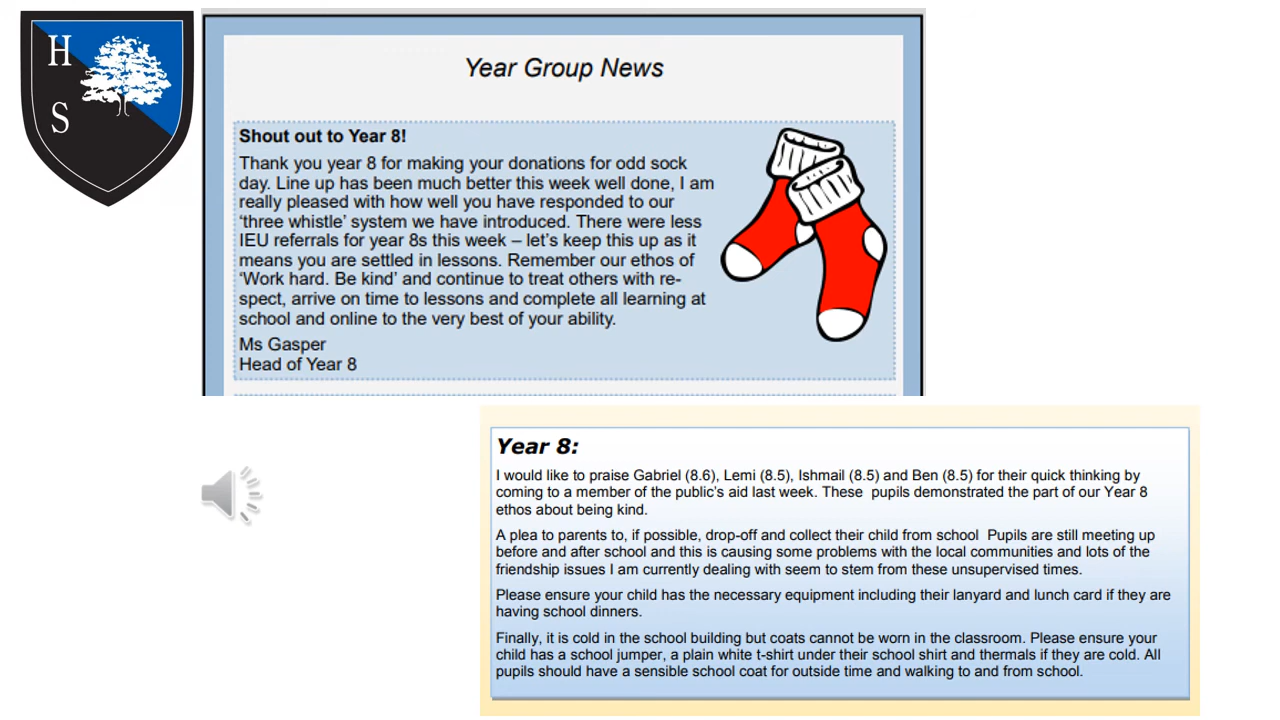 H
S
Year Group News
Shout out to Year 8!
Thank you year 8 for making your donations for odd sock
day. Line up has been much better this week well done, I am
really pleased with how well you have responded to our
‘three whistle’ system we have introduced. There were less
IEU referrals for year 8s this week – let’s keep this up as it
means you are settled in lessons. Remember our ethos of
‘Work hard. Be kind’ and continue to treat others with re-
spect, arrive on time to lessons and complete all learning at
school and online to the very best of your ability.
Ms Gasper
Head of Year 8
Year 8:
I would like to praise Gabriel (8.6), Lemi (8.5), Ishmail (8.5) and Ben (8.5) for their quick thinking by
coming to a member of the public’s aid last week. These  pupils demonstrated the part of our Year 8
ethos about being kind.
A plea to parents to, if possible, drop-off and collect their child from school  Pupils are still meeting up
before and after school and this is causing some problems with the local communities and lots of the
friendship issues I am currently dealing with seem to stem from these unsupervised times.
Please ensure your child has the necessary equipment including their lanyard and lunch card if they are
having school dinners.
Finally, it is cold in the school building but coats cannot be worn in the classroom. Please ensure your
child has a school jumper, a plain white t-shirt under their school shirt and thermals if they are cold. All
pupils should have a sensible school coat for outside time and walking to and from school.